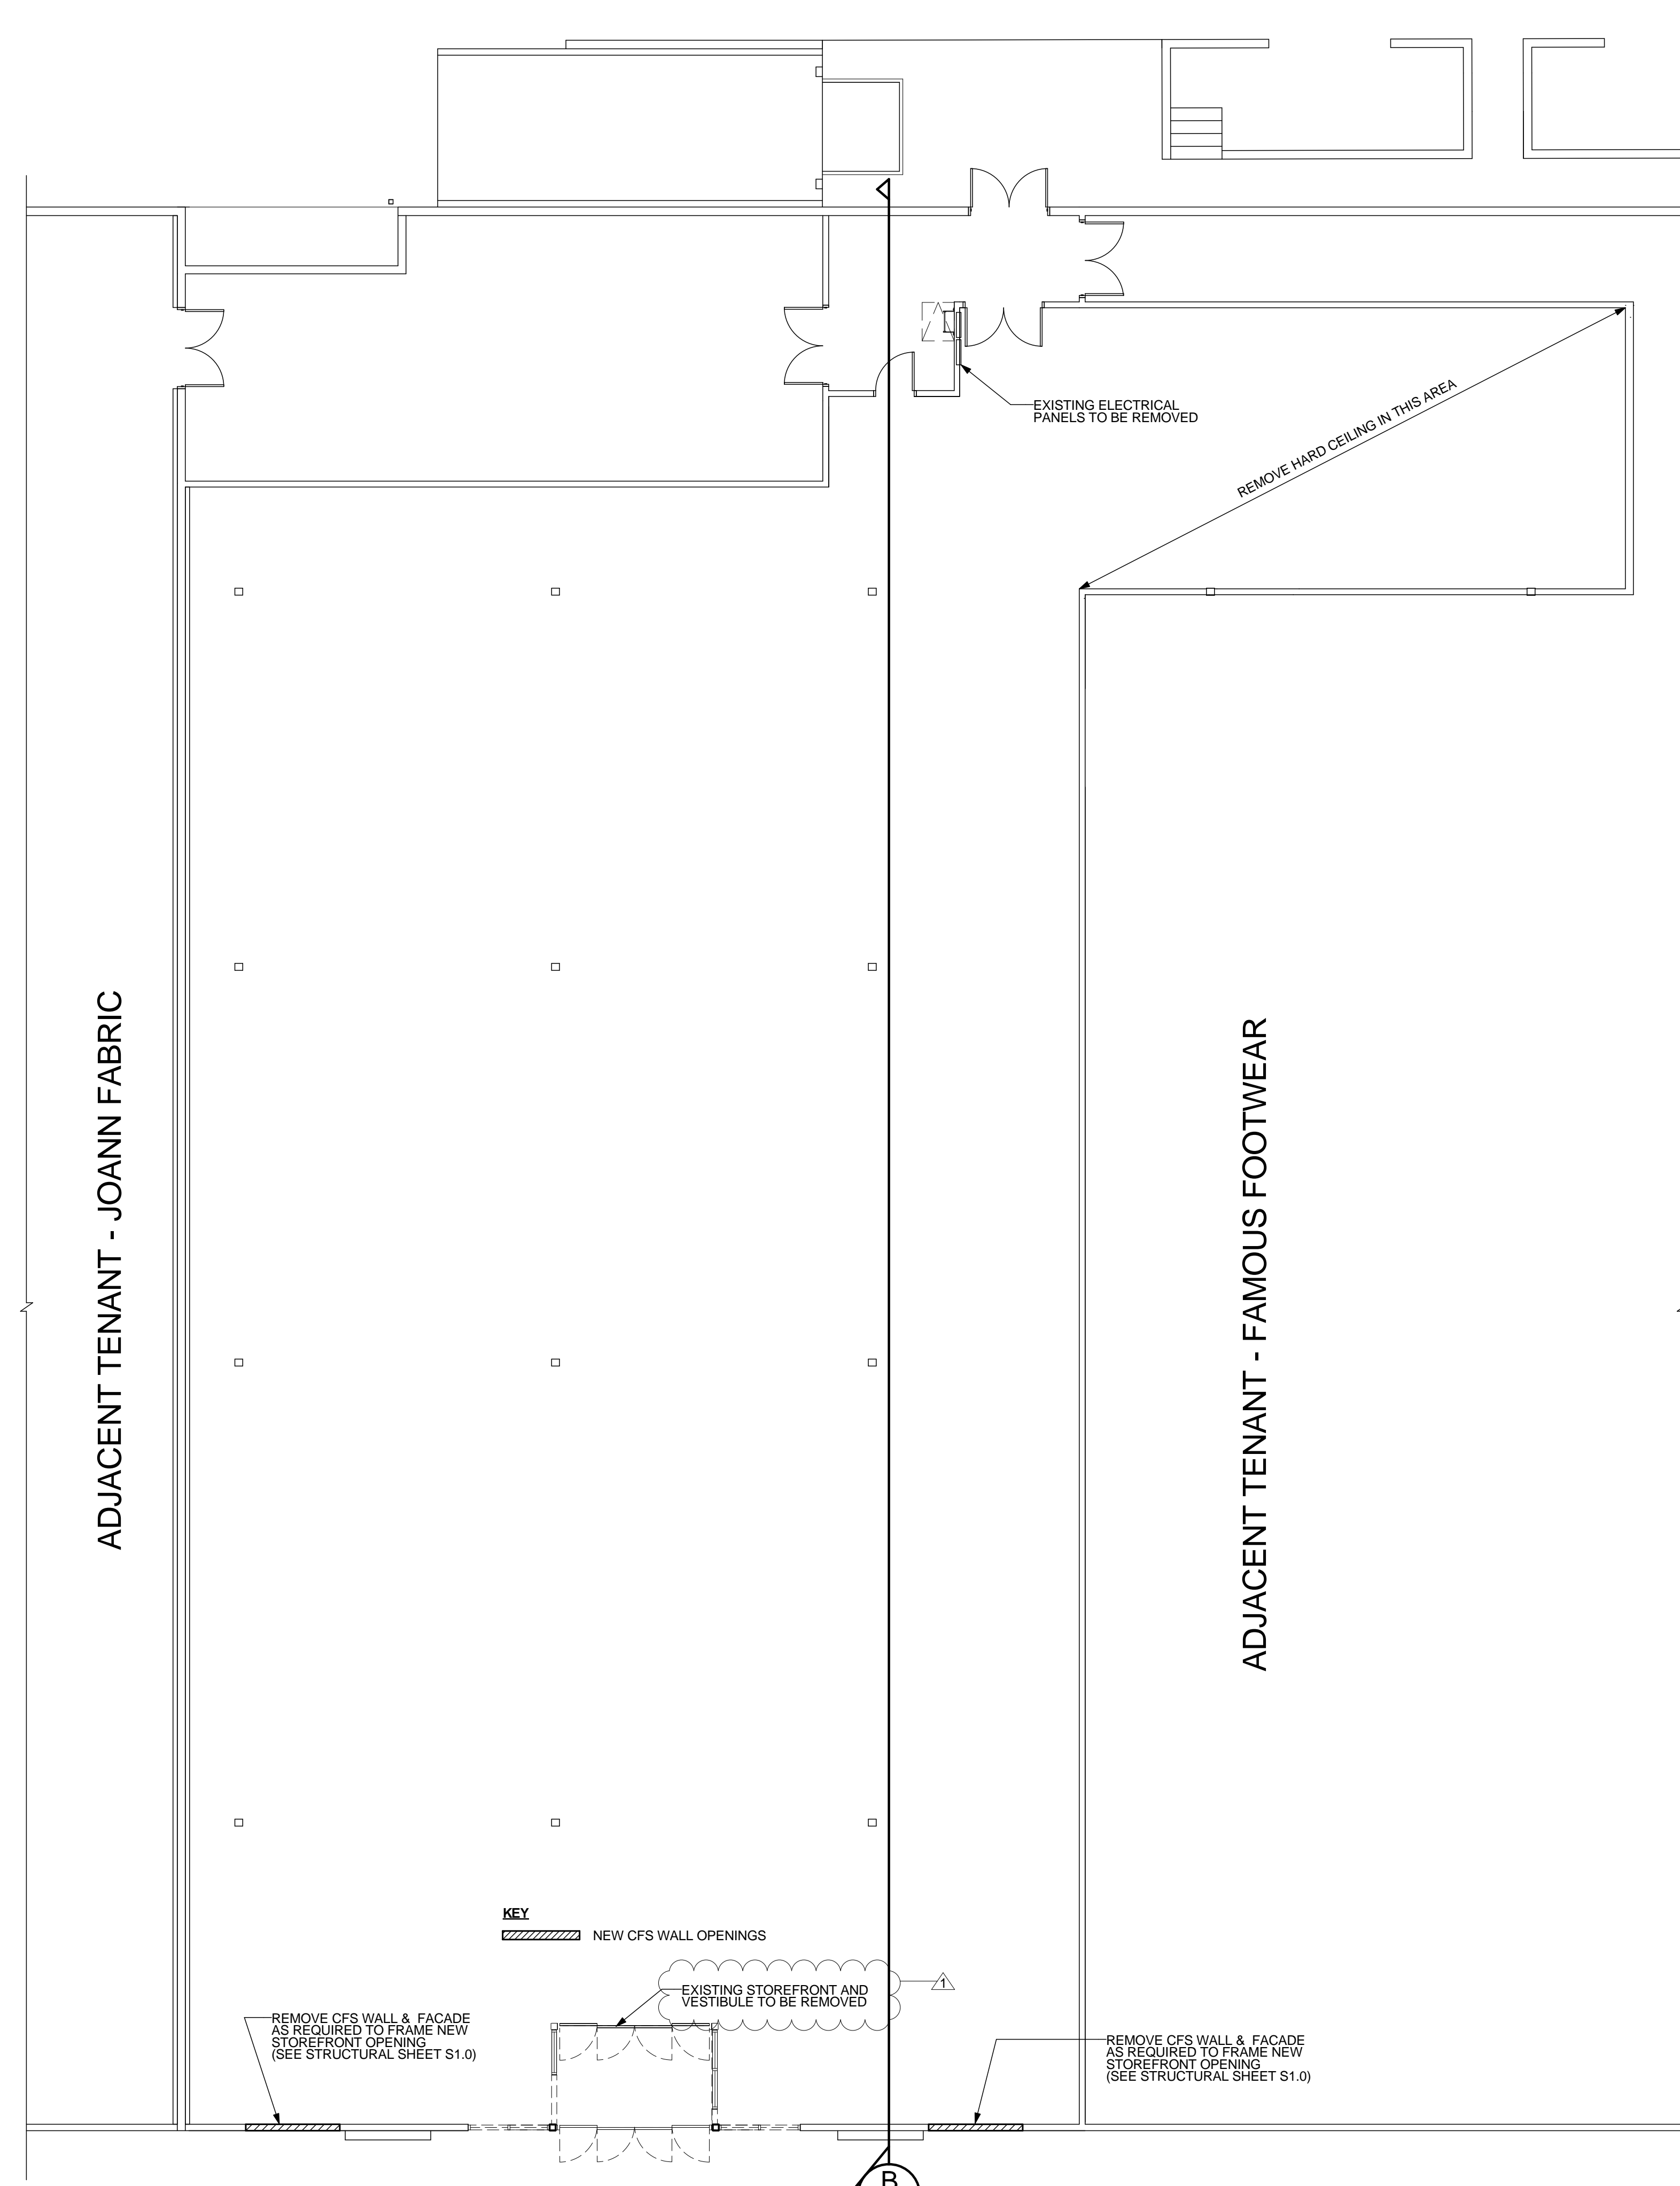 EXISTING ELECTRICAL
PANELS TO BE REMOVED
REMOVE HARD CEILING IN THIS AREA
ADJACENT TENANT - JOANN FABRIC
ADJACENT TENANT - FAMOUS FOOTWEAR
KEY
NEW CFS WALL OPENINGS
EXISTING STOREFRONT AND
VESTIBULE TO BE REMOVED
1
REMOVE CFS WALL & FACADE
AS REQUIRED TO FRAME NEW
STOREFRONT OPENING
(SEE STRUCTURAL SHEET S1.0)
REMOVE CFS WALL & FACADE
AS REQUIRED TO FRAME NEW
STOREFRONT OPENING
(SEE STRUCTURAL SHEET S1.0)
B